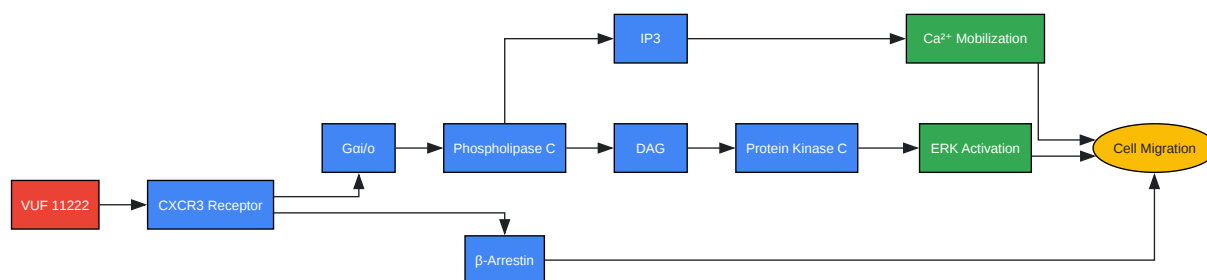 IP3
Ca²⁺ Mobilization
Gαi/o
Phospholipase C
DAG
Protein Kinase C
ERK Activation
Cell Migration
VUF 11222
CXCR3 Receptor
β-Arrestin